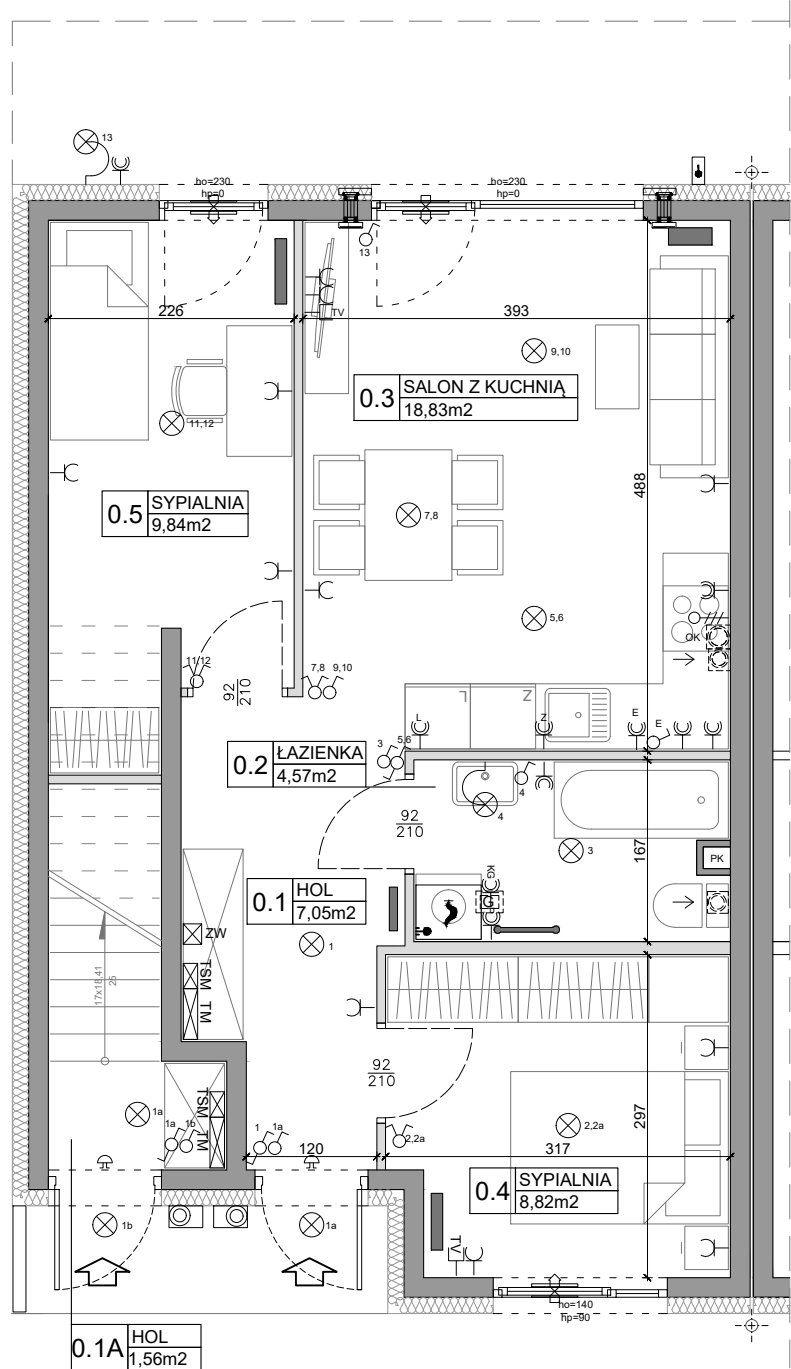 13
ho=230
hp=0
ho=230
hp=0
13
226
TV
393
9,10
0.3 SALON Z KUCHNIĄ
18,83m2
11,12
488
0.5 SYPIALNIA
9,84m2
7,8
5,6
OK
11,12
92
210
7,8
9,10
L
L
Z
Z
E
E
3
5,6
0.2 ŁAZIENKA
4,57m2
4
4
92
210
3
167
PK
KG
G
0.1 HOL
7,05m2
ZW
1
TSM
TM
17x18,41
25
92
210
1a
1a
1b
TSM
TM
1
1a
2,2a
2,2a
297
120
317
0.4 SYPIALNIA
8,82m2
1b
1a
TV
ho=140
hp=90
0.1A HOL
1,56m2